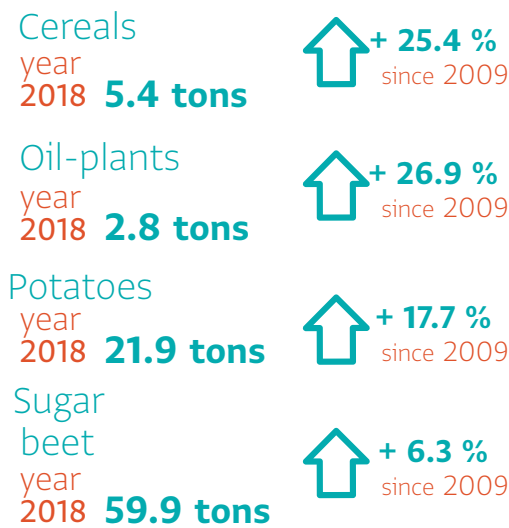 Cereals
year
2018 5.4 tons
+ 25.4 %
since 2009
Oil-plants
year
2018 2.8 tons
+ 26.9 %
since 2009
Potatoes
year
2018 21.9 tons
+ 17.7 %
since 2009
Sugar
beet
year
2018 59.9 tons
+ 6.3 %
since 2009